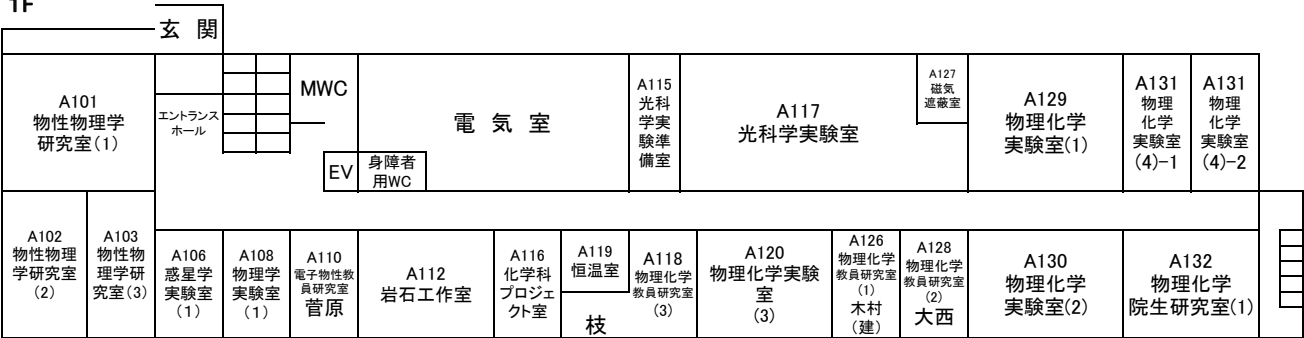 1F
玄 関
A101
物性物理学
研究室(1)
エントランス
ホール
MWC
EV
身障者
用WC
電 気 室
A115
光科
学実
験準
備室
A117
光科学実験室
A127
磁気
遮蔽室
A129
物理化学
実験室(1)
A131
物理
化学
実験室
(4)-1
A131
物理
化学
実験室
(4)-2
A102
物性物理
学研究室
(2)
A103
物性物
理学研
究室(3)
A106
惑星学
実験室
(1)
A108
物理学
実験室
(1)
A110
電子物性教
員研究室
菅原
A112
岩石工作室
A116
化学科
プロジェ
クト室
A119
恒温室
枝
A118
物理化学
教員研究室
(3)
A120
物理化学実験
室
(3)
A126
物理化学
教員研究室
(1)
木村
(建)
A128
物理化学
教員研究室
(2)
大西
A130
物理化学
実験室(2)
A132
物理化学
院生研究室(1)